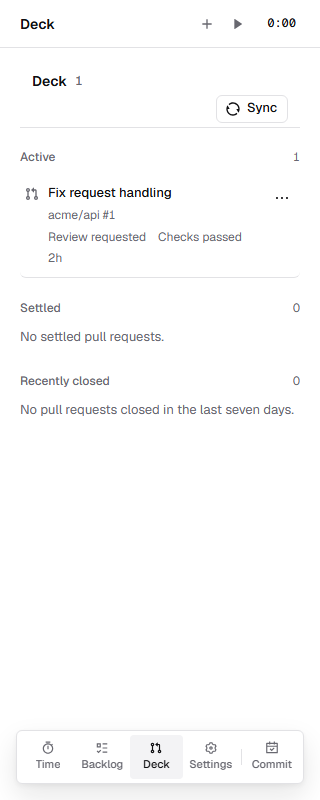 Deck
0:00
Deck 1
Sync
Active 1
Fix request handling
acme/api #1
Review requested Checks passed
2h
Settled 0
No settled pull requests.
Recently closed 0
No pull requests closed in the last seven days.
Time Backlog Deck Settings Commit